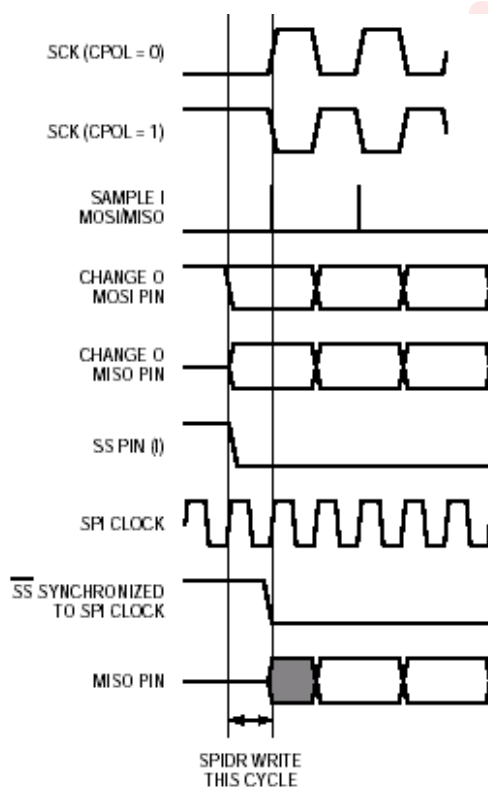 SCK (CPOL = 0)
SCK (CPOL = 1)
SAMPLE I
MOSI/MISO
CHANGE O
MOSI PIN
CHANGE O
MISO PIN
SS PIN (I)
SPI CLOCK
SS SYNCHRONIZED
TO SPI CLOCK
MISO PIN
SPIDR WRITE
THIS CYCLE